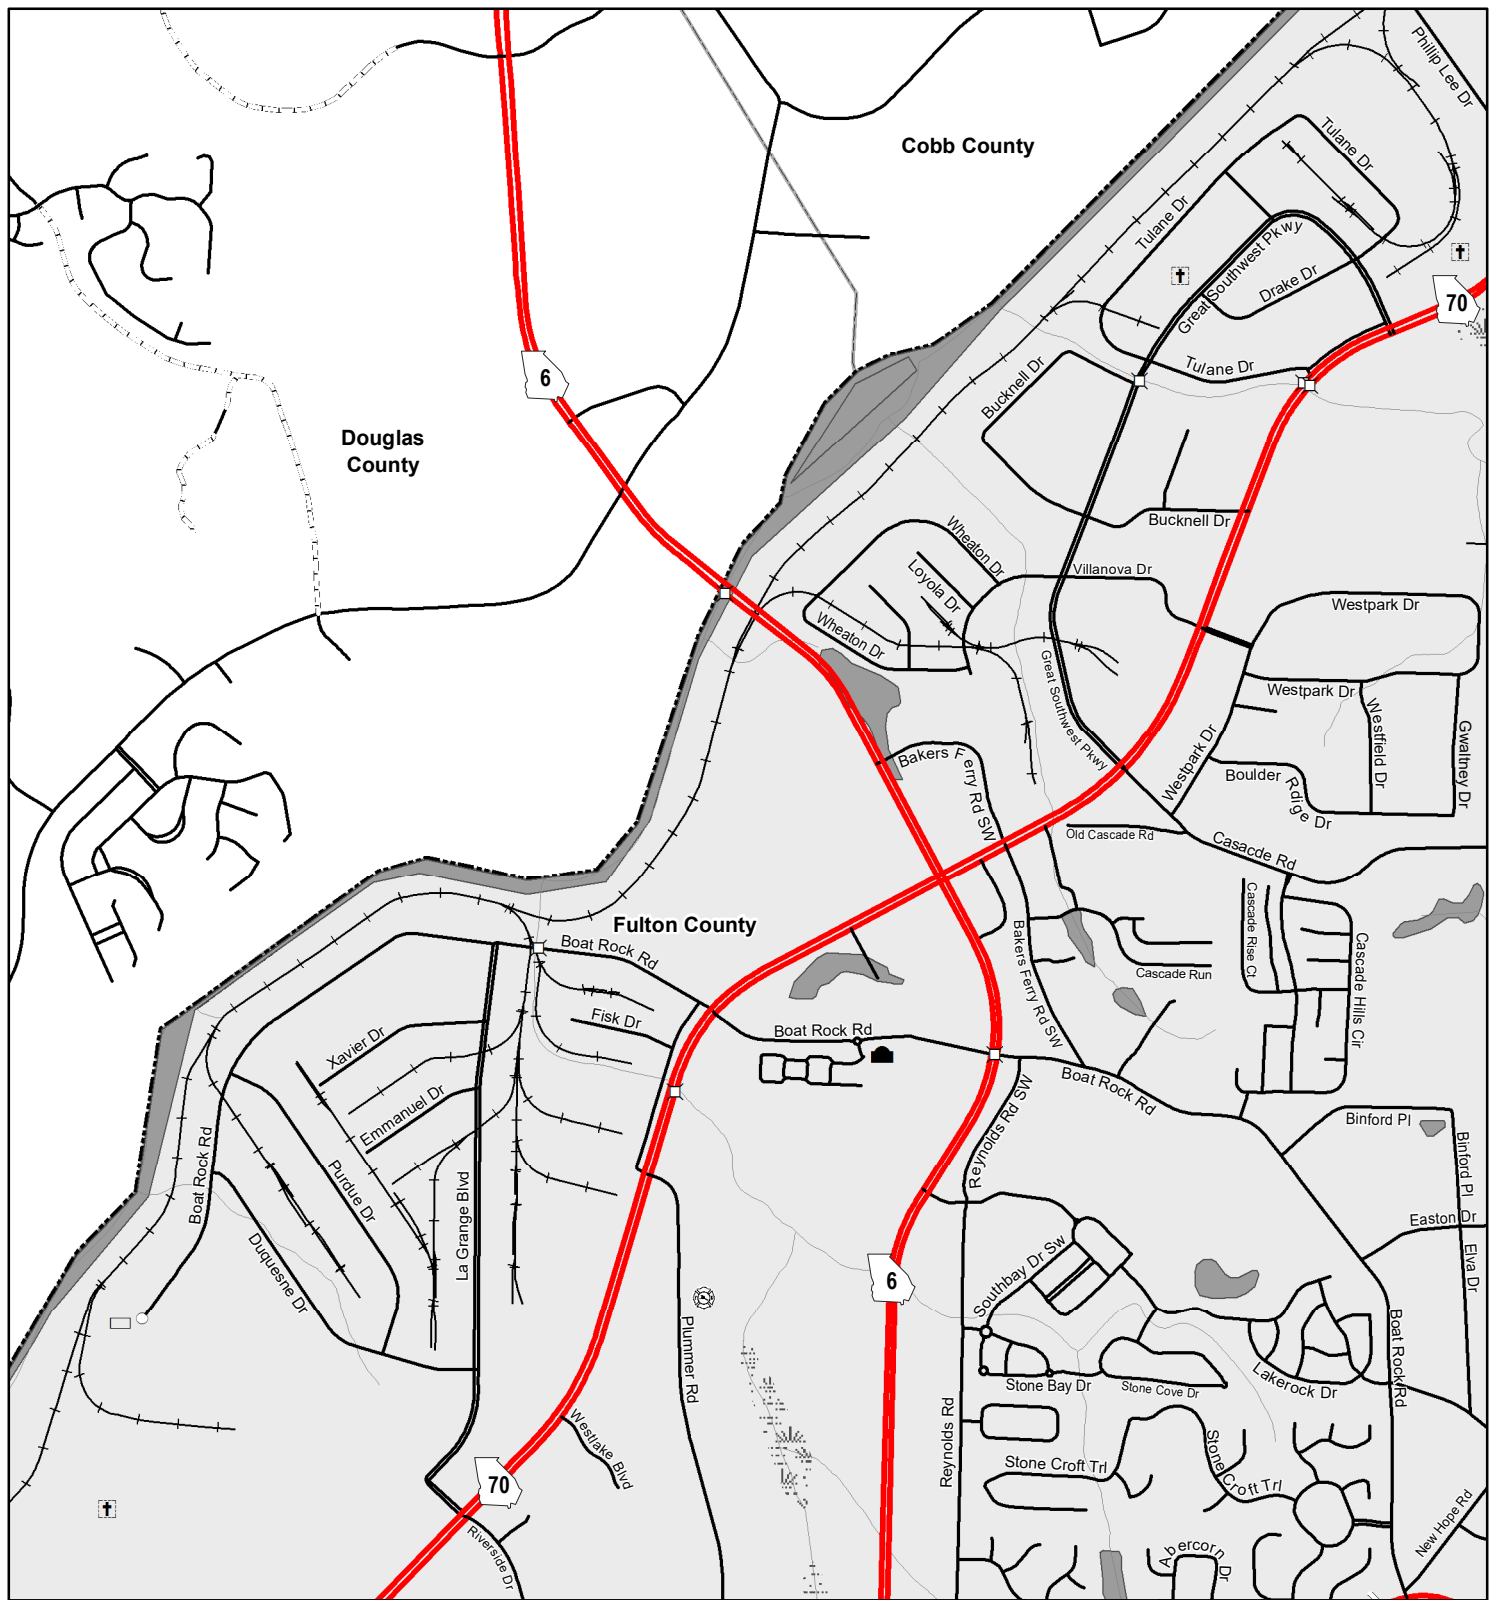 Phillip Lee Dr
Cobb County
Tulane Dr
Tulane Dr
Great Southwest Pkwy
Drake Dr
70
6
Tulane Dr
Bucknell Dr
Douglas
County
Bucknell Dr
Wheaton Dr
Loyola Dr
Villanova Dr
Westpark Dr
Wheaton Dr
Great Southwest Pkwy
Westpark Dr
Westfield Dr
Gwaltney Dr
Westpark Dr
Bakers Ferry Rd SW
Boulder Rdige Dr
Old Cascade Rd
Casacde Rd
Fulton County
Boat Rock Rd
Bakers Ferry Rd SW
Cascade Run
Cascade Rise Ct
Cascade Hills Cir
Xavier Dr
Fisk Dr
Boat Rock Rd
Boat Rock Rd
Emmanuel Dr
Reynolds Rd SW
Binford Pl
Binford Pl
Boat Rock Rd
Purdue Dr
La Grange Blvd
Easton Dr
Elva Dr
Duquesne Dr
Southbay Dr Sw
6
Plummer Rd
Boat Rock Rd
Stone Bay Dr
Stone Cove Dr
Lakerock Dr
Reynolds Rd
Westlake Blvd
Stone Croft Trl
Stone Croft Trl
70
Riverside Dr
Abercorn Dr
New Hope Rd